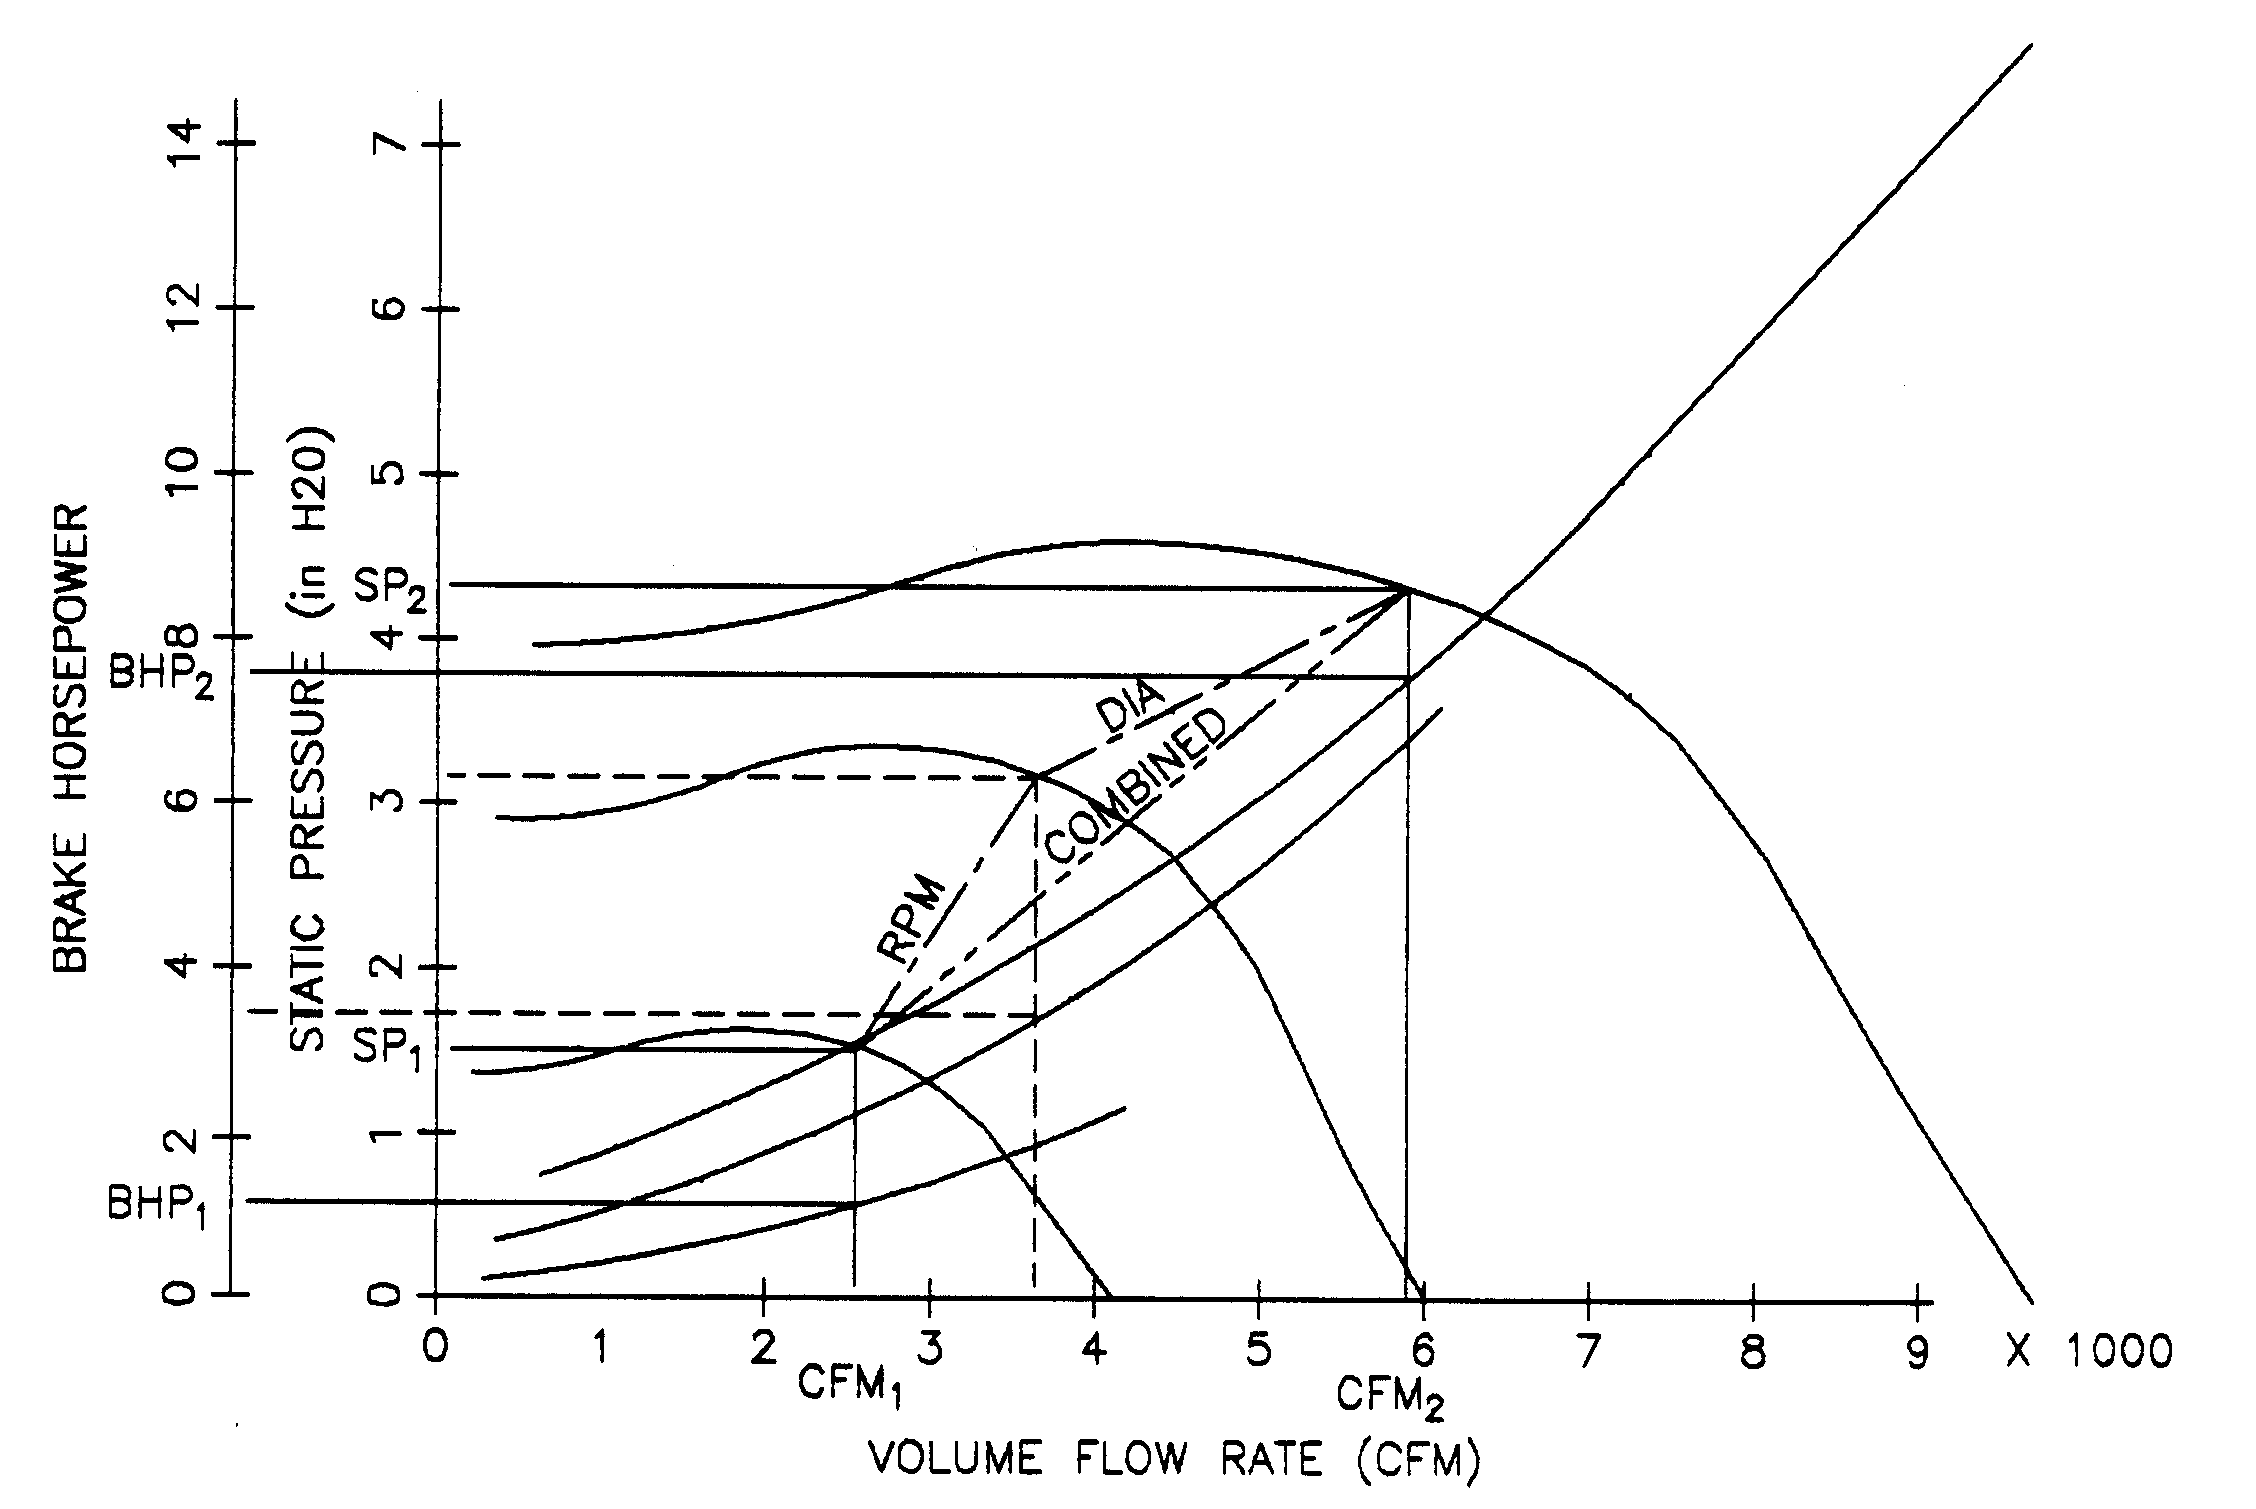 BRAKE HORSEPOWER
14
12
10
8
6
4
2
0
BHP2
BHP1
STATIC PRESSURE (in H20)
7
6
5
4
3
2
1
0
SP2
SP1
DIA
COMBINED
RPM
0 1 2 3 4 5 6 7 8 9 X 1000
CFM1 CFM2
VOLUME FLOW RATE (CFM)